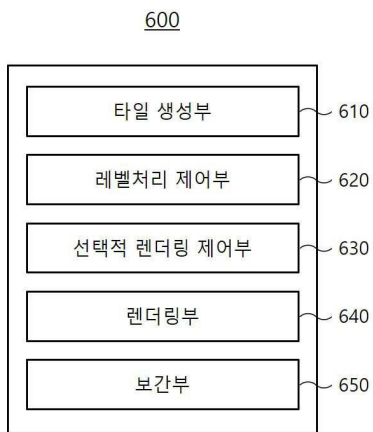 600
타일 생성부 610
레벨처리 제어부 620
선택적 렌더링 제어부 630
렌더링부 640
보간부 650